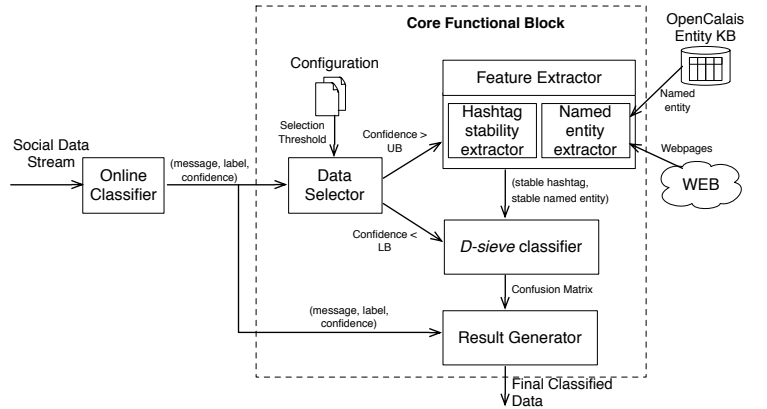 Core Functional Block
OpenCalais
Entity KB
Configuration
Feature Extractor
Named
entity
Selection
Threshold
Confidence >
UB
Hashtag
stability
extractor
Named
entity
extractor
Social Data
Stream
(message, label,
confidence)
Webpages
Online
Classifier
Data
Selector
WEB
(stable hashtag,
stable named entity)
Confidence <
LB
D-sieve classifier
Confusion Matrix
(message, label,
confidence)
Result Generator
Final Classified
Data